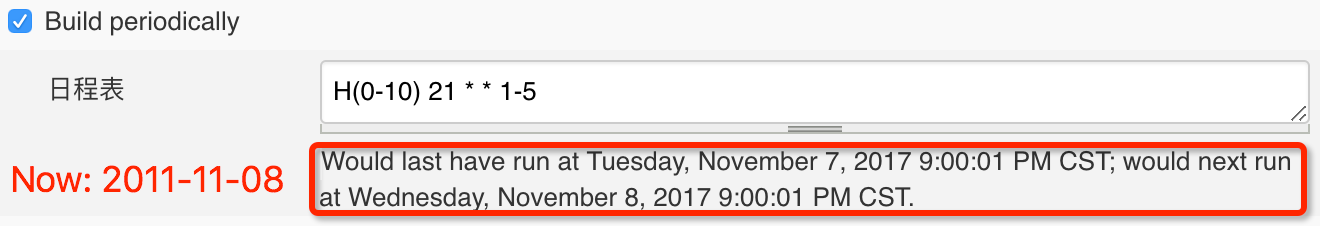 Build periodically
日程表
H(0-10) 21 * * 1-5
Now: 2011-11-08
Would last have run at Tuesday, November 7, 2017 9:00:01 PM CST; would next run
at Wednesday, November 8, 2017 9:00:01 PM CST.